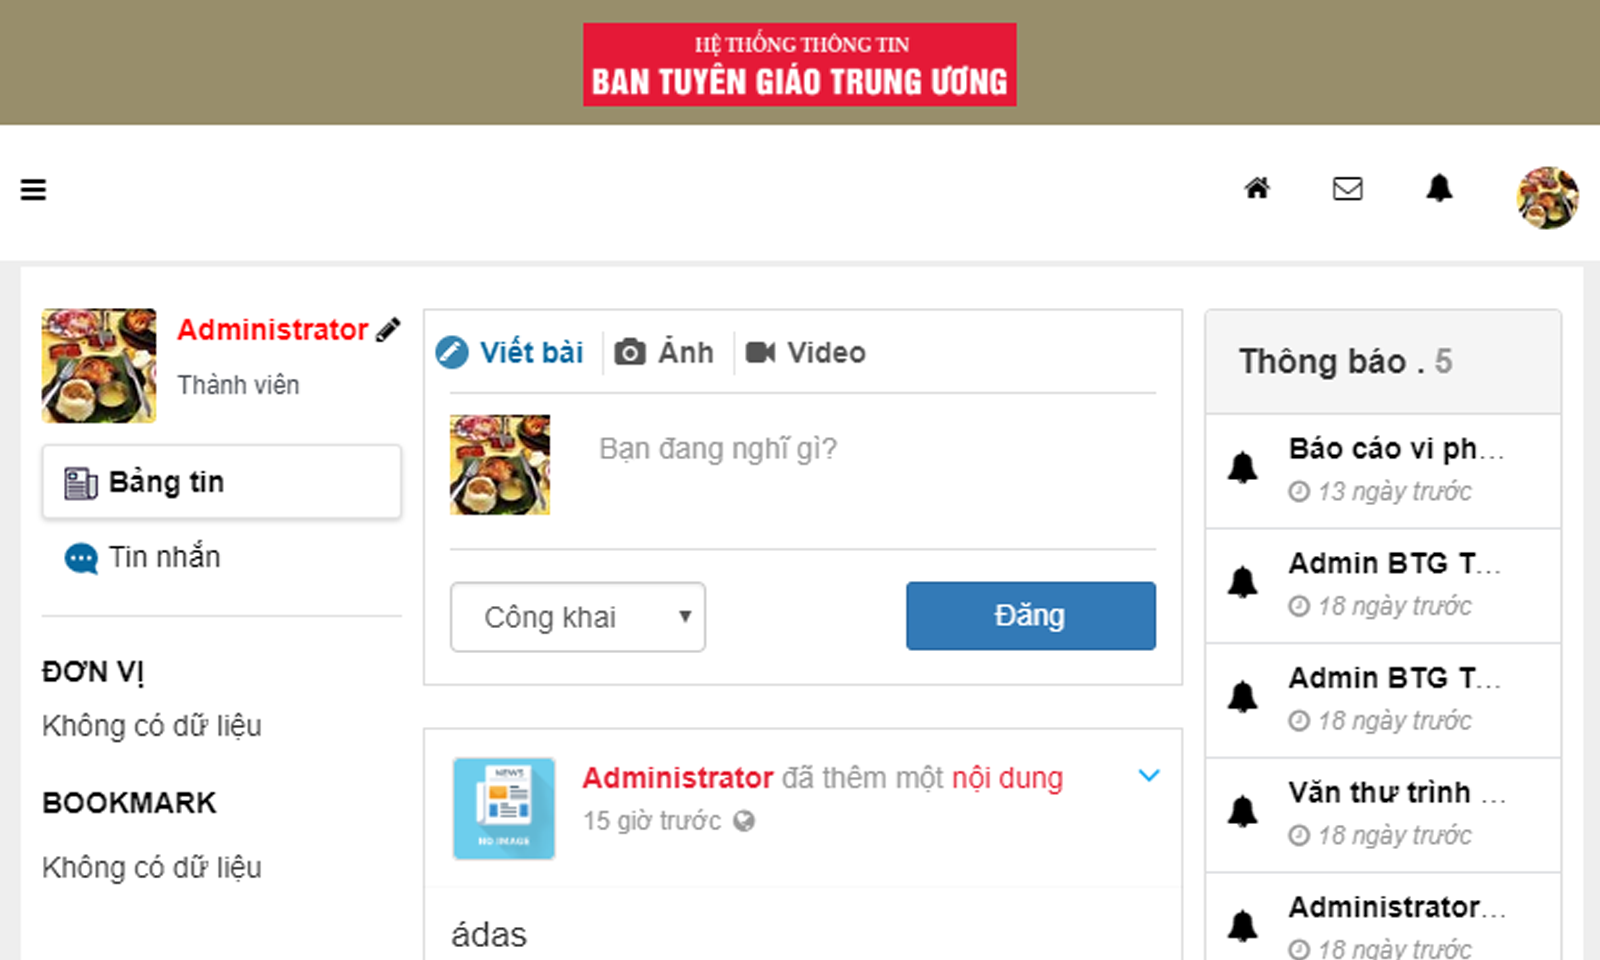 HỆ THỐNG THÔNG TIN
BAN TUYÊN GIÁO TRUNG ƯƠNG
Administrator
Thành viên
Bảng tin
Tin nhắn
ĐƠN VỊ
Không có dữ liệu
BOOKMARK
Không có dữ liệu
Viết bài Ảnh Video
Bạn đang nghĩ gì?
Công khai
Đăng
NEWS
NO IMAGE
Administrator đã thêm một nội dung
15 giờ trước
ádas
Thông báo . 5
Báo cáo vi ph...
13 ngày trước
Admin BTG T...
18 ngày trước
Admin BTG T...
18 ngày trước
Văn thư trình ...
18 ngày trước
Administrator...
18 ngày trước